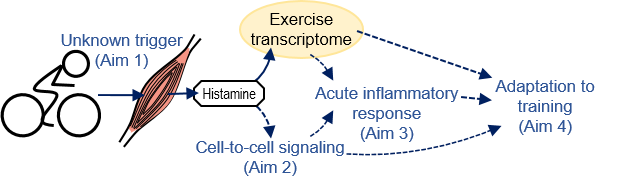 Unknown trigger
(Aim 1)
Histamine
Exercise
transcriptome
Cell-to-cell signaling
(Aim 2)
Acute inflammatory
response
(Aim 3)
Adaptation to
training
(Aim 4)